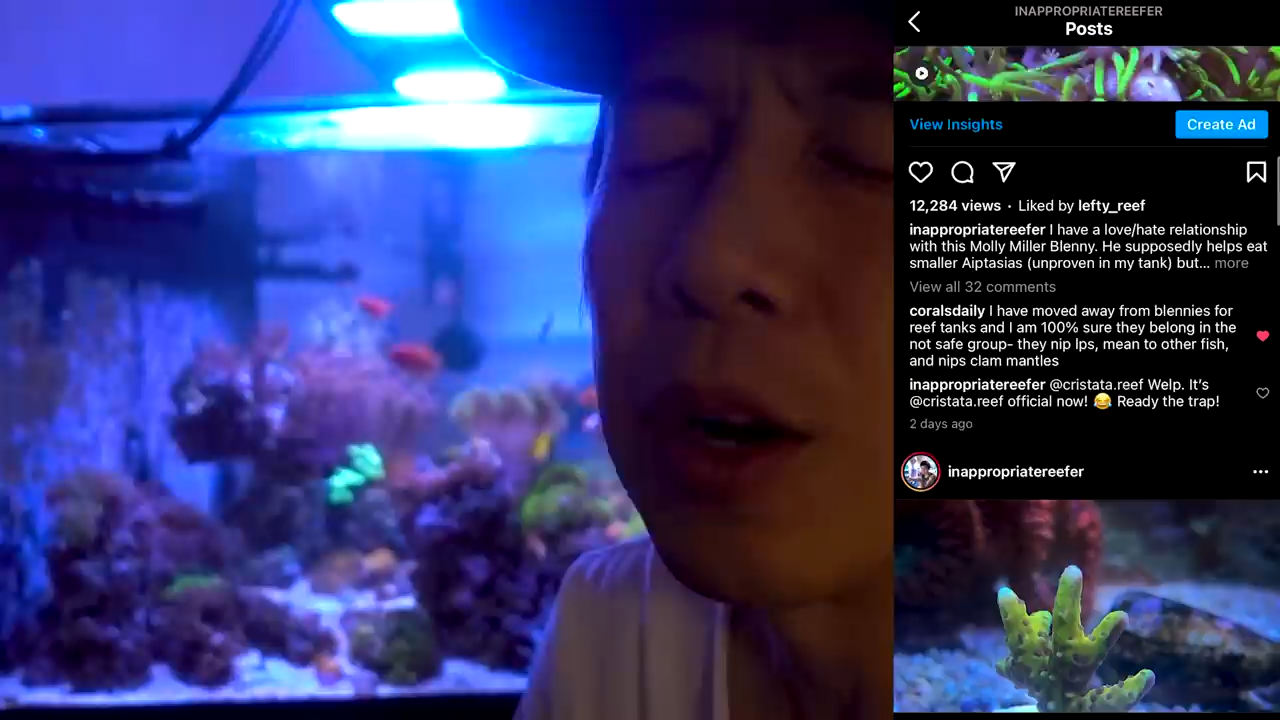 INAPPROPRIATEREEFER
Posts
View Insights
Create Ad
12,284 views · Liked by lefty_reef
inappropriatereefer I have a love/hate relationship
with this Molly Miller Blenny. He supposedly helps eat
smaller Aiptasias (unproven in my tank) but... more
View all 32 comments
coralsdaily I have moved away from blennies for
reef tanks and I am 100% sure they belong in the
not safe group- they nip lps, mean to other fish,
and nips clam mantles
inappropriatereefer @cristata.reef Welp. It's
@cristata.reef official now! 😂 Ready the trap!
2 days ago
inappropriatereefer